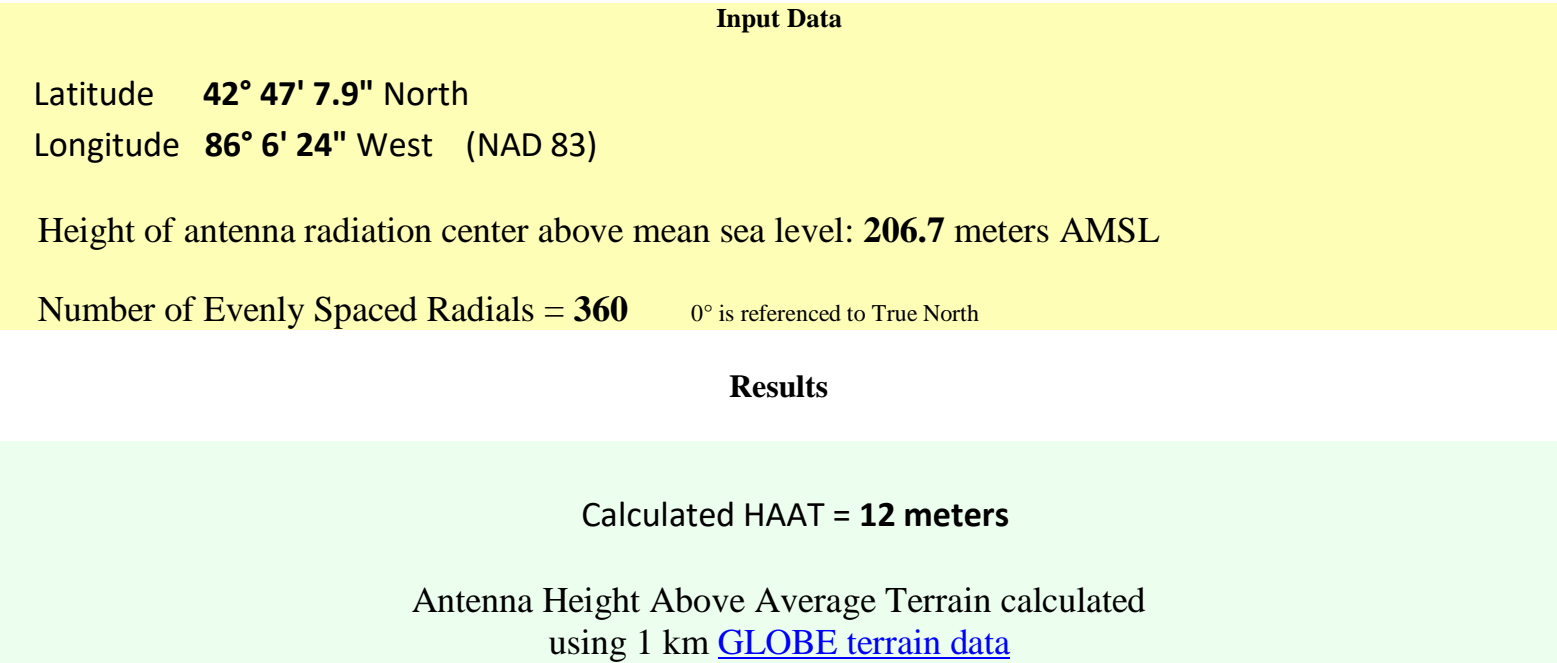 Input Data
Latitude 42° 47' 7.9" North
Longitude 86° 6' 24" West (NAD 83)
Height of antenna radiation center above mean sea level: 206.7 meters AMSL
Number of Evenly Spaced Radials = 360 0° is referenced to True North
Results
Calculated HAAT = 12 meters
Antenna Height Above Average Terrain calculated
using 1 km GLOBE terrain data